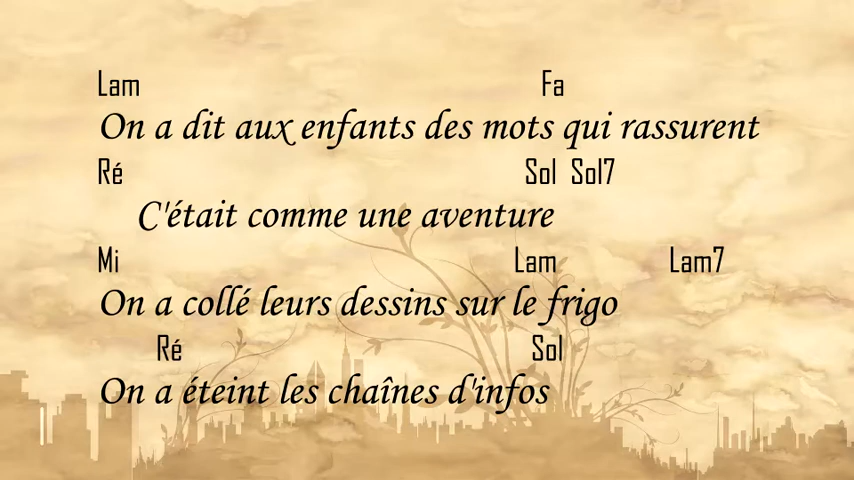 Lam Fa
On a dit aux enfants des mots qui rassurent
Ré Sol Sol7
C'était comme une aventure
Mi Lam Lam7
On a collé leurs dessins sur le frigo
Ré Sol
On a éteint les chaînes d'infos